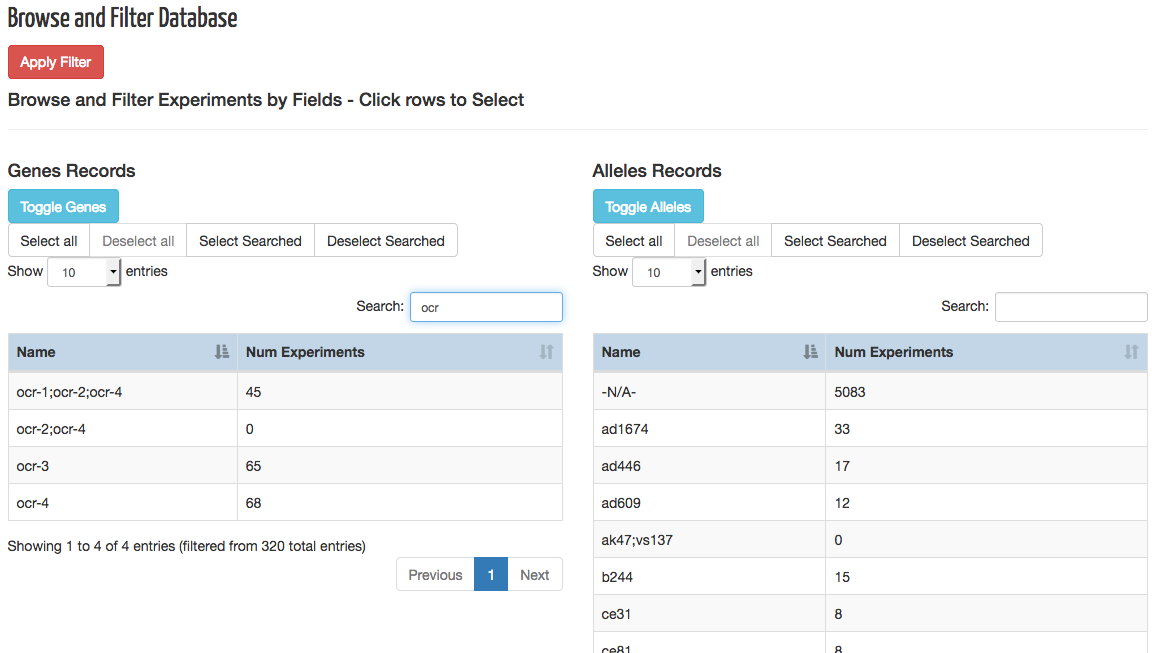 Browse and Filter Database
Apply Filter
Browse and Filter Experiments by Fields - Click rows to Select
Genes Records
Toggle Genes
Select all Deselect all Select Searched Deselect Searched
Show 10 entries
Search: ocr
Name Num Experiments
ocr-1;ocr-2;ocr-4 45
ocr-2;ocr-4 0
ocr-3 65
ocr-4 68
Showing 1 to 4 of 4 entries (filtered from 320 total entries)
Previous 1 Next
Alleles Records
Toggle Alleles
Select all Deselect all Select Searched Deselect Searched
Show 10 entries
Search:
Name Num Experiments
-N/A- 5083
ad1674 33
ad446 17
ad609 12
ak47;vs137 0
b244 15
ce31 8
ce81 8